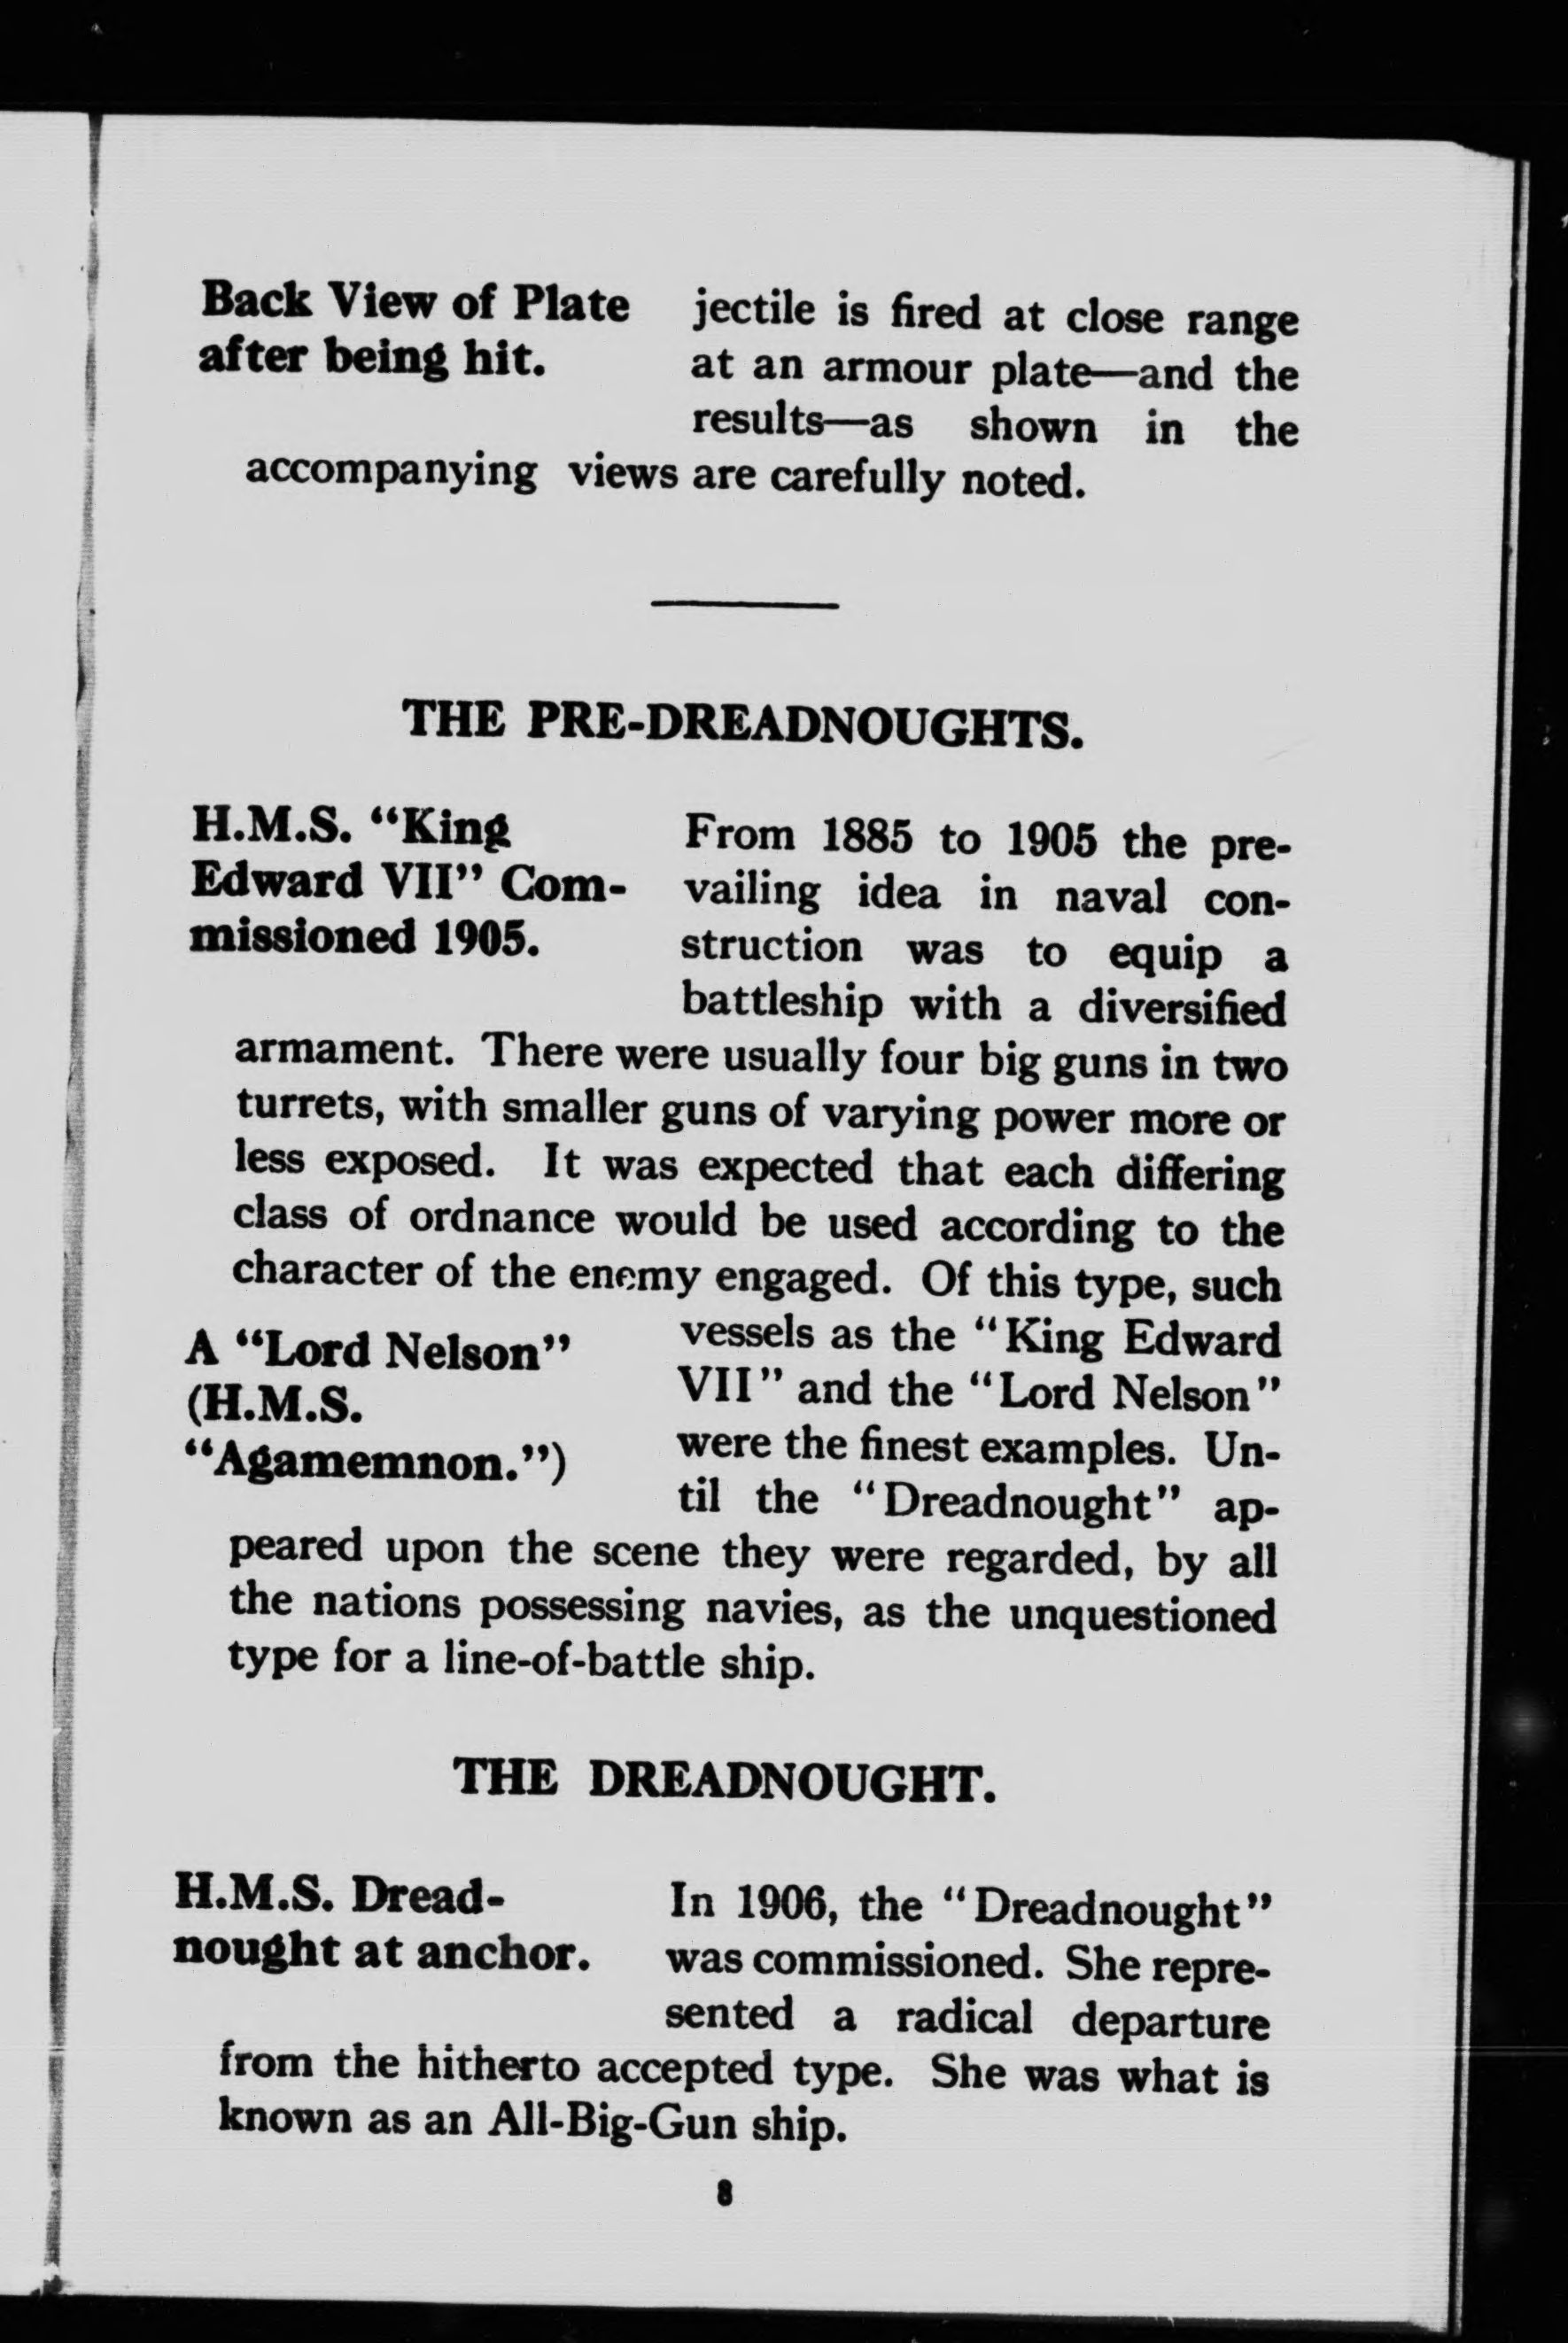 Back View of Plate
after being hit.
jectile is fired at close range
at an armour plate—and the
results—as shown in the
accompanying views are carefully noted.
THE PRE-DREADNOUGHTS.
H.M.S. “King
Edward VII” Com-
missioned 1905.
From 1885 to 1905 the pre-
vailing idea in naval con-
struction was to equip a
battleship with a diversified
armament. There were usually four big guns in two
turrets, with smaller guns of varying power more or
less exposed. It was expected that each differing
class of ordnance would be used according to the
character of the enemy engaged. Of this type, such
A “Lord Nelson”
(H.M.S.
“Agamemnon.”)
vessels as the “King Edward
VII” and the “Lord Nelson”
were the finest examples. Un-
til the “Dreadnought” ap-
peared upon the scene they were regarded, by all
the nations possessing navies, as the unquestioned
type for a line-of-battle ship.
THE DREADNOUGHT.
H.M.S. Dread-
nought at anchor.
In 1906, the “Dreadnought”
was commissioned. She repre-
sented a radical departure
from the hitherto accepted type. She was what is
known as an All-Big-Gun ship.
8